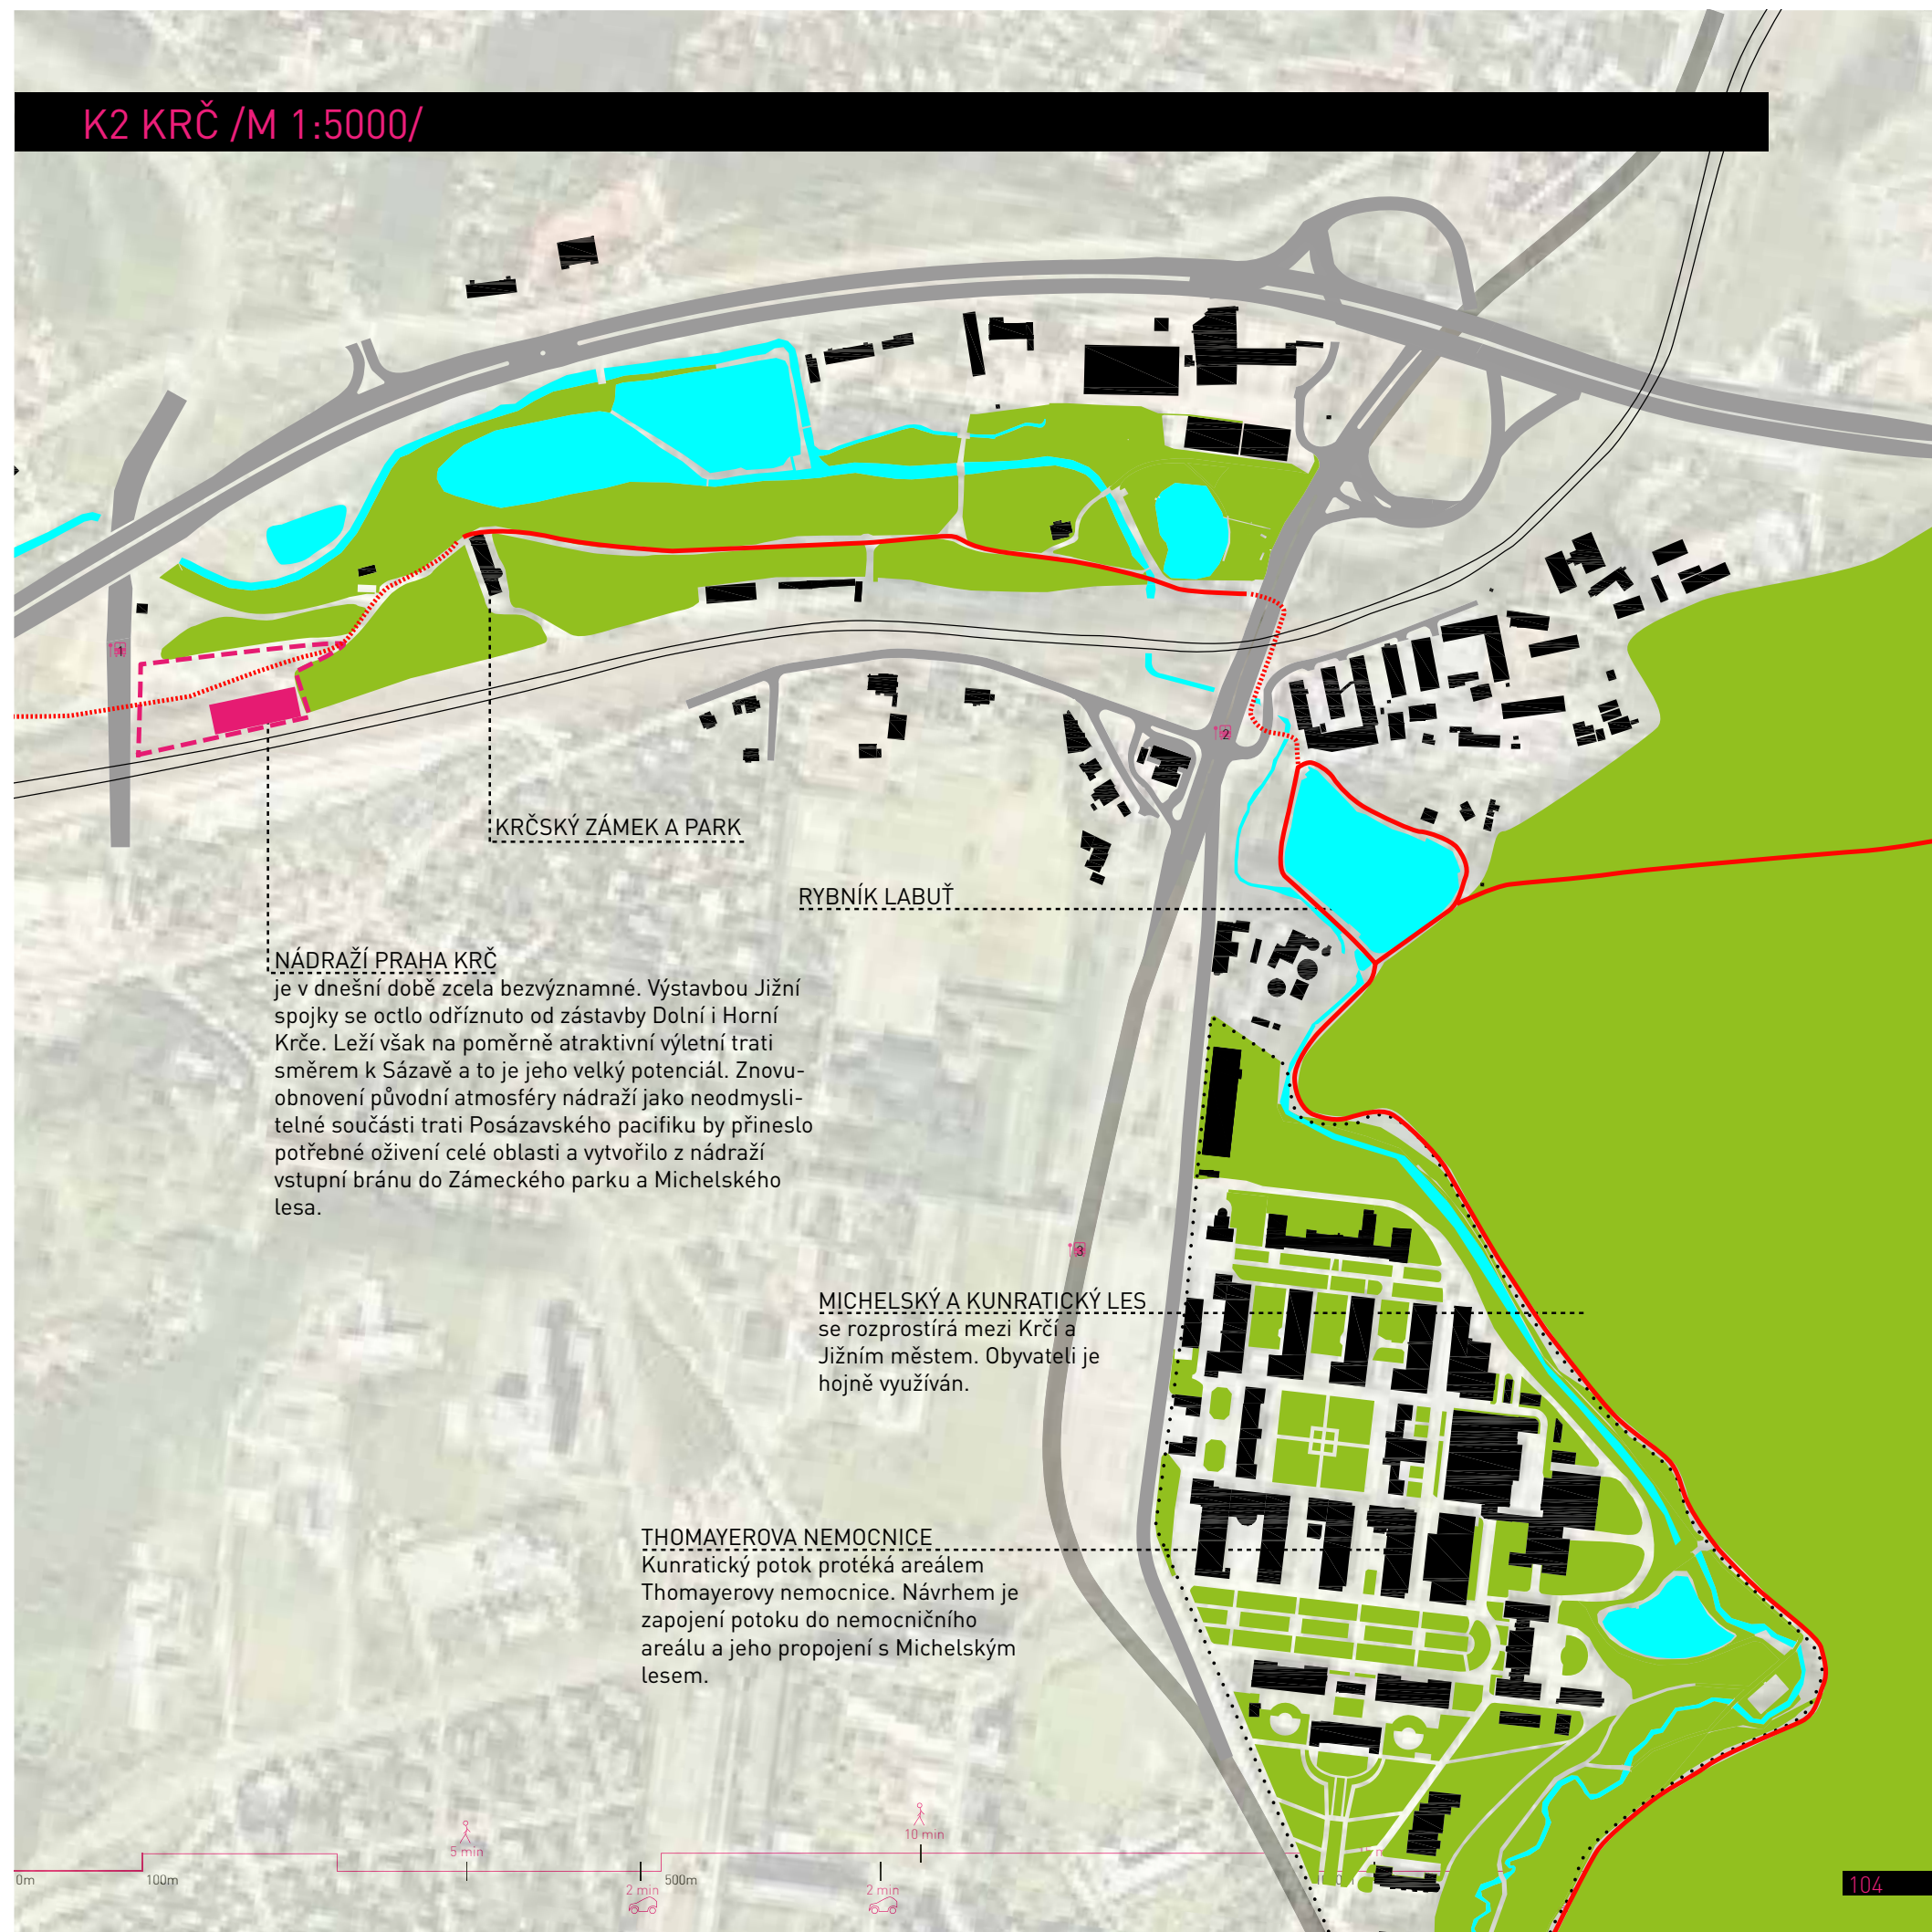 K2 KRČ /M 1:5000/
1
2
KRČSKÝ ZÁMEK A PARK
RYBNÍK LABUŤ
NÁDRAŽÍ PRAHA KRČ
je v dnešní době zcela bezvýznamné. Výstavbou Jižní
spojky se octlo odříznuto od zástavby Dolní i Horní
Krče. Leží však na poměrně atraktivní výletní trati
směrem k Sázavě a to je jeho velký potenciál. Znovu-
obnovení původní atmosféry nádraží jako neodmysli-
telné součásti trati Posázavského pacifiku by přineslo
potřebné oživení celé oblasti a vytvořilo z nádraží
vstupní bránu do Zámeckého parku a Michelského
lesa.
3
MICHELSKÝ A KUNRATICKÝ LES
se rozprostírá mezi Krčí a
Jižním městem. Obyvateli je
hojně využíván.
THOMAYEROVA NEMOCNICE
Kunratický potok protéká areálem
Thomayerovy nemocnice. Návrhem je
zapojení potoku do nemocničního
areálu a jeho propojení s Michelským
lesem.
5 min
10 min
0m
100m
500m
2 min
2 min
104